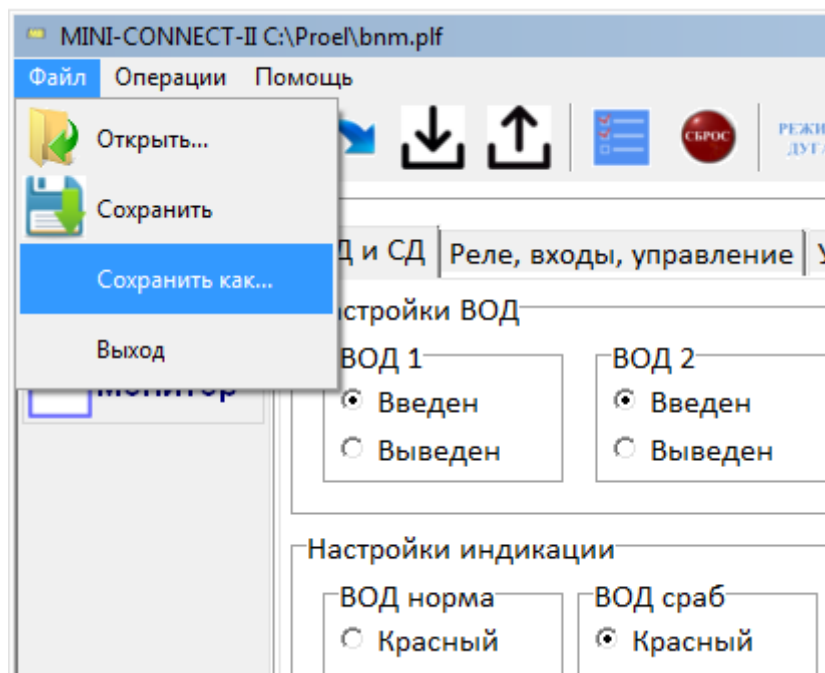 MINI-CONNECT-II C:\Proel\bnm.plf
Файл Операции Помощь
Открыть...
СБРОС
Сохранить
Сохранить как...
Выход
Д и СД Реле, входы, управление
ВОД
ВОД 1 ВОД 2
Введен Введен
Выведен Выведен
Настройки индикации
ВОД норма ВОД сраб
Красный Красный